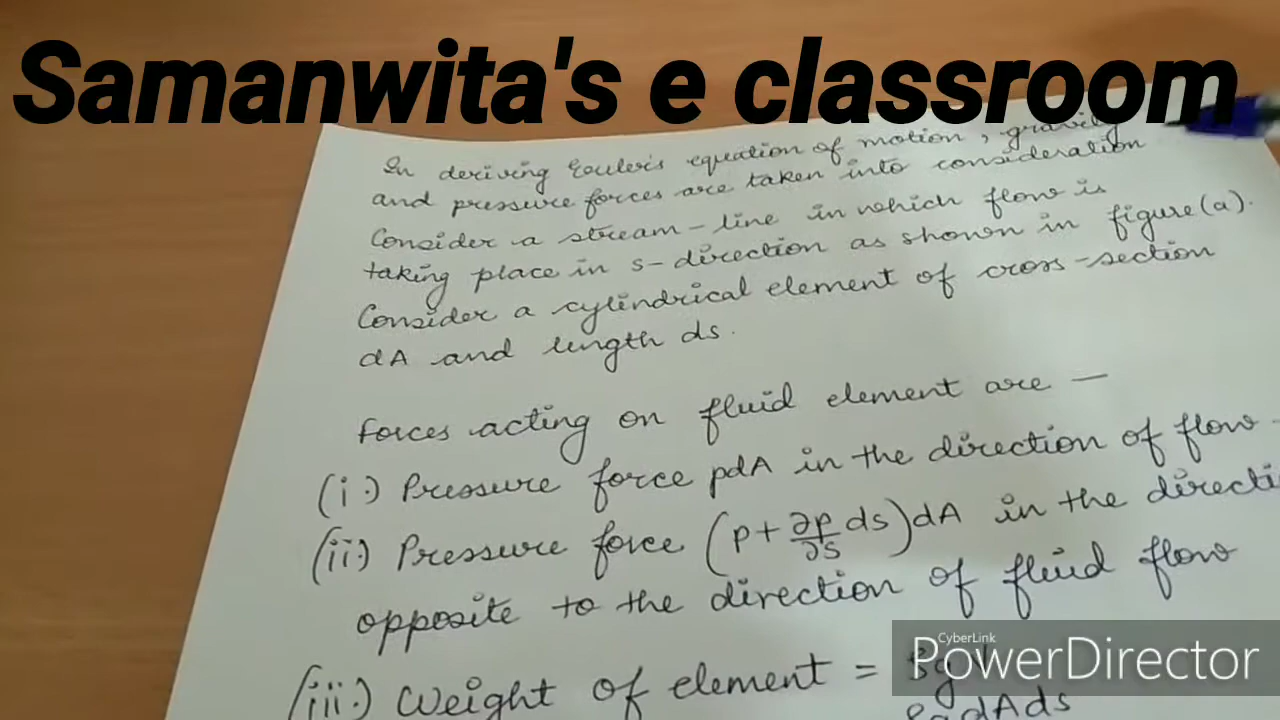 Samanwita's e classroom
In deriving Euler's equation of motion, gravity
and pressure forces are taken into consideration
Consider a stream-line in which flow is
taking place in s-direction as shown in figure(a).
Consider a cylindrical element of cross-section
dA and length ds.
Forces acting on fluid element are —
(i.) Pressure force pdA in the direction of flow.
(ii.) Pressure force (p + ∂p/∂s ds) dA in the
opposite to the direction of fluid flow
(iii.) Weight of element =
dA ds
CyberLink
PowerDirector